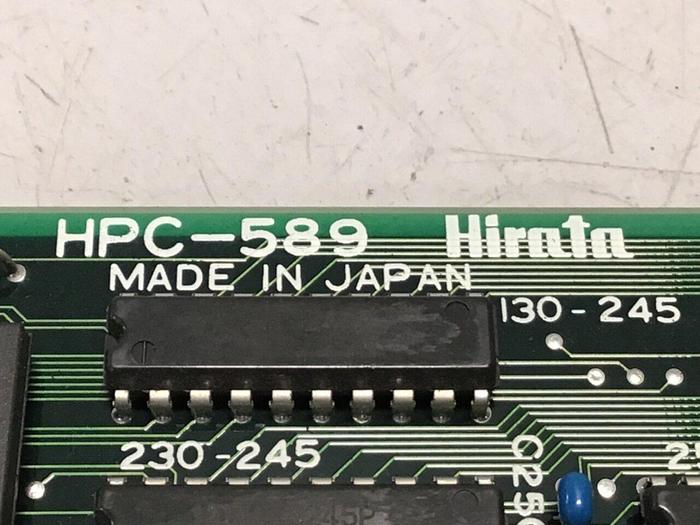 HPC-589 Hirata
MADE IN JAPAN
130-245
230-245